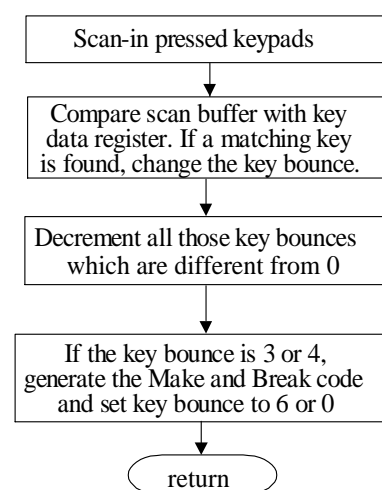 Scan-in pressed keypads
Compare scan buffer with key
data register. If a matching key
is found, change the key bounce.
Decrement all those key bounces
which are different from 0
If the key bounce is 3 or 4,
generate the Make and Break code
and set key bounce to 6 or 0
return